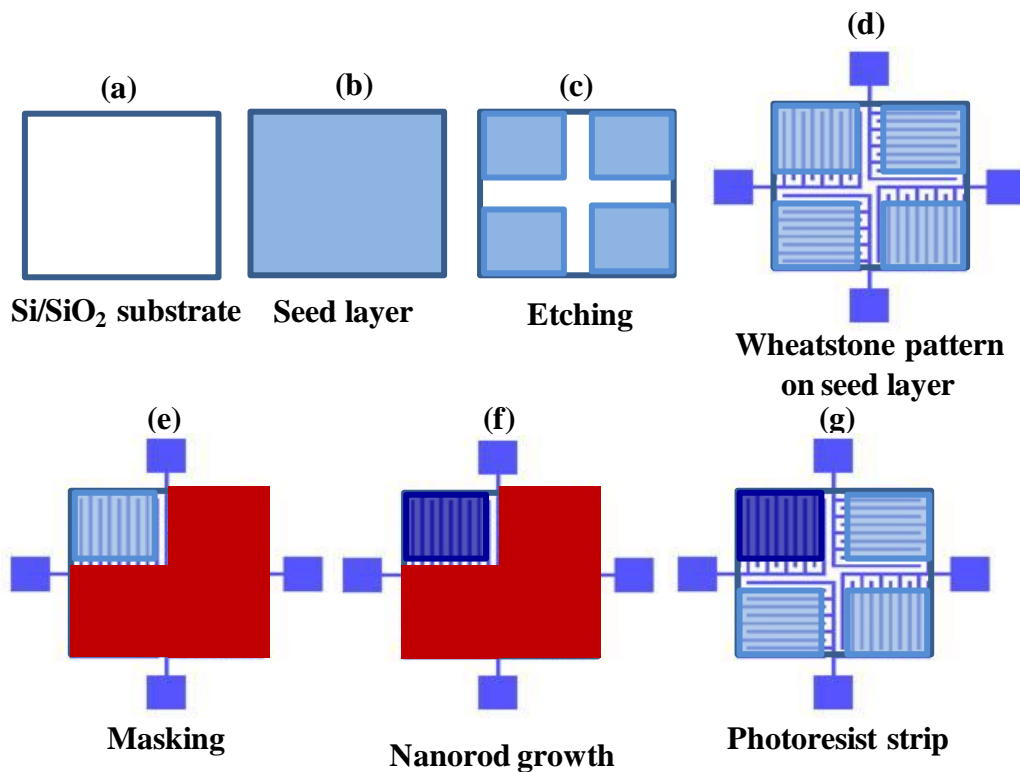 (a)
(b)
(c)
(d)
Si/SiO₂ substrate
Seed layer
Etching
Wheatstone pattern
on seed layer
(e)
(f)
(g)
Masking
Nanorod growth
Photoresist strip